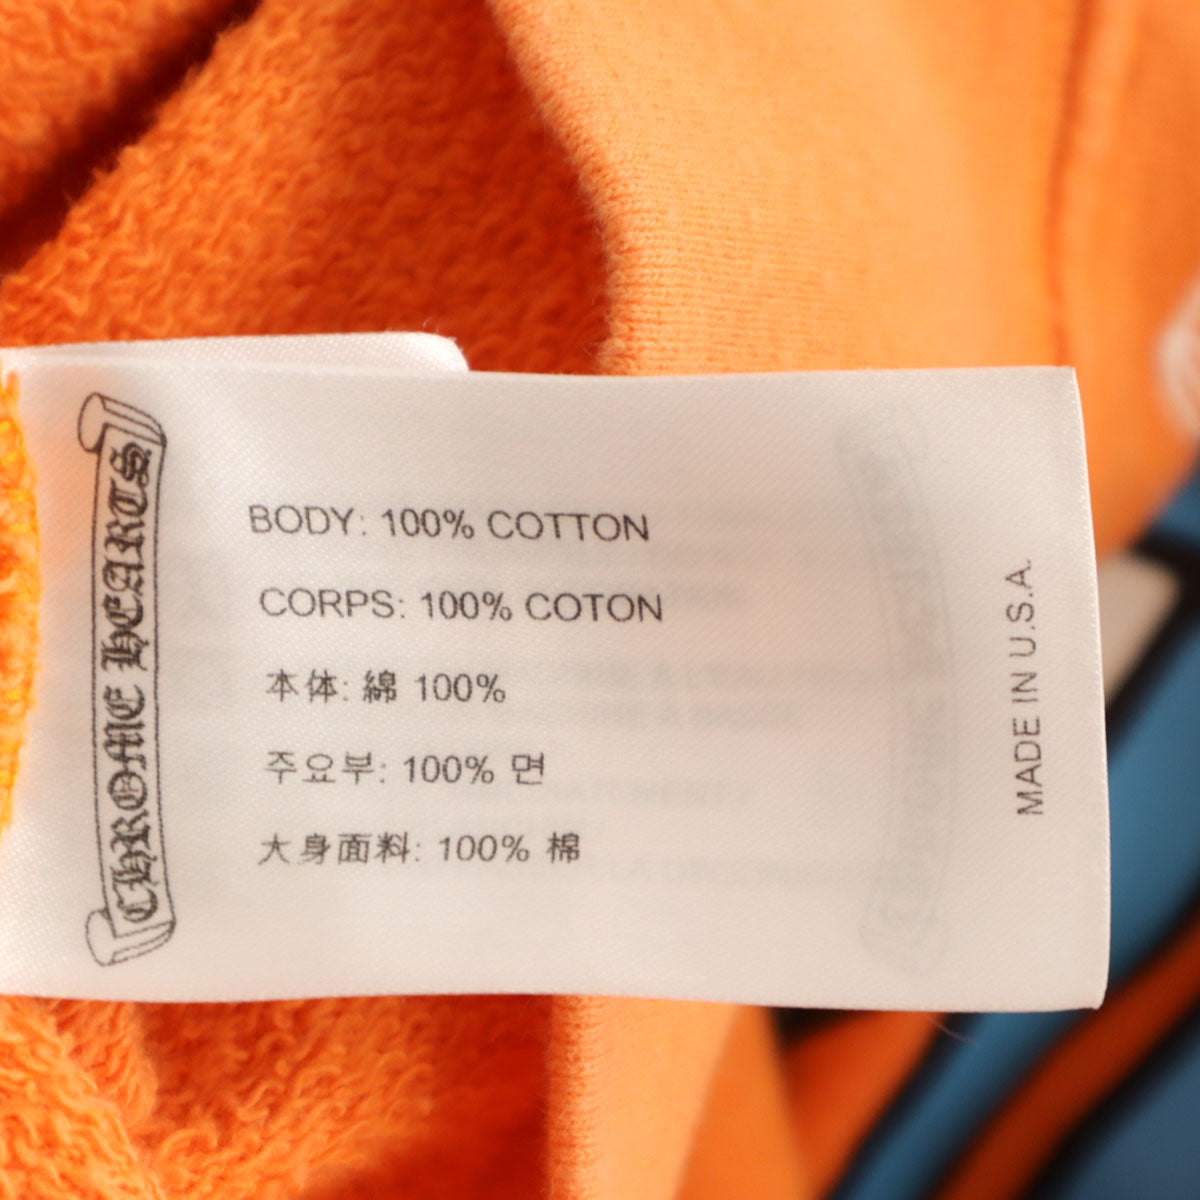 CHROME HEARTS
BODY: 100% COTTON
CORPS: 100% COTON
本体: 綿 100%
주요부: 100% 면
大身面料: 100% 棉
MADE IN U.S.A.